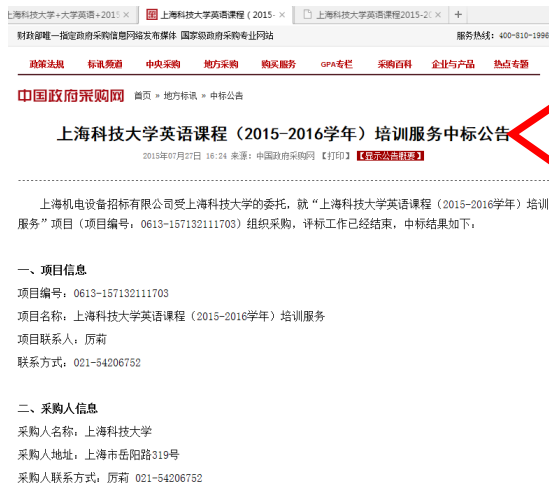 上海科技大学+大学英语+2015 ×
上海科技大学英语课程（2015- ×
上海科技大学英语课程2015-20 ×
+
财政部唯一指定政府采购信息网络发布媒体 国家级政府采购专业网站
服务热线：400-810-1996
政策法规 标讯频道 中央采购 地方采购 购买服务 GPA专栏 采购百科 企业与产品 热点专题
中国政府采购网 首页 » 地方标讯 » 中标公告
上海科技大学英语课程（2015-2016学年）培训服务中标公告
2015年07月27日 16:24 来源：中国政府采购网 【打印】 【显示公告概要】
上海机电设备招标有限公司受上海科技大学的委托，就“上海科技大学英语课程（2015-2016学年）培训
服务”项目（项目编号：0613-157132111703）组织采购，评标工作已经结束，中标结果如下：
一、项目信息
项目编号：0613-157132111703
项目名称：上海科技大学英语课程（2015-2016学年）培训服务
项目联系人：厉莉
联系方式：021-54206752
二、采购人信息
采购人名称：上海科技大学
采购人地址：上海市岳阳路319号
采购人联系方式：厉莉 021-54206752